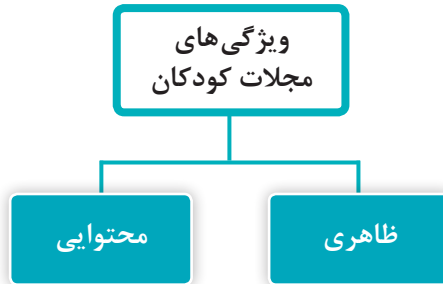 ویژگی‌های
مجلات کودکان
ظاهری
محتوایی